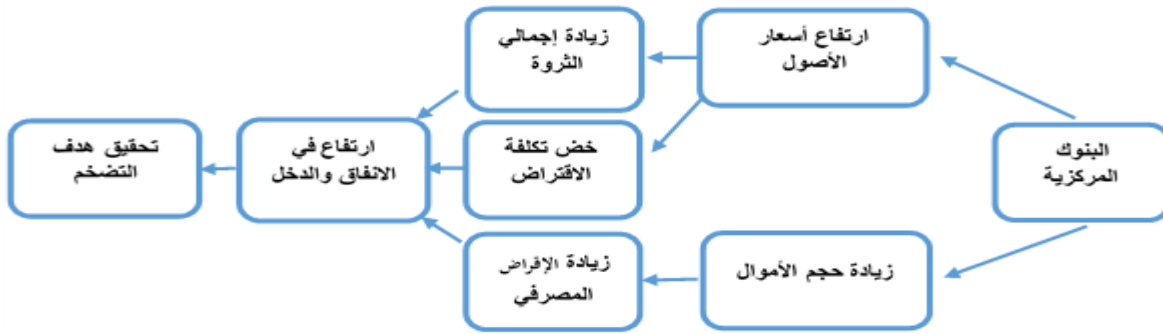 البنوك
المركزية
ارتفاع أسعار
الأصول
زيادة حجم الأموال
زيادة إجمالي
الثروة
خض تكلفة
الاقتراض
زيادة الإقراض
المصرفي
ارتفاع في
الانفاق والدخل
تحقيق هدف
التضخم